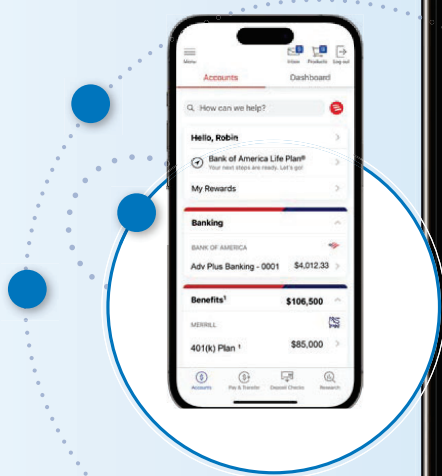 Menu
Inbox Products Log out
Accounts Dashboard
How can we help?
Hello, Robin
Bank of America Life Plan®
Your next steps are ready. Let's go!
My Rewards
Banking
BANK OF AMERICA
Adv Plus Banking - 0001 $4,012.33
Benefits¹ $106,500
MERRILL
401(k) Plan ¹ $85,000
Accounts Pay & Transfer Deposit Checks Research